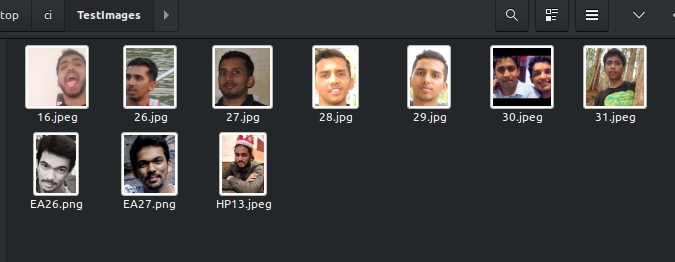 top ci TestImages
16.jpeg 26.jpg 27.jpg 28.jpg 29.jpg 30.jpeg 31.jpeg
EA26.png EA27.png HP13.jpeg